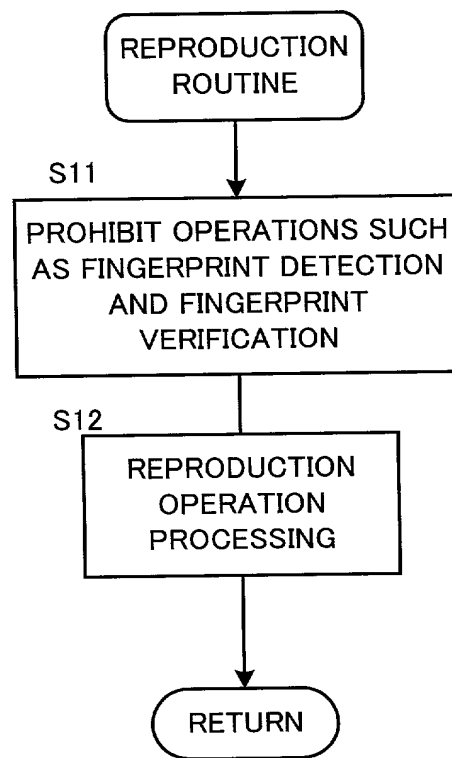 REPRODUCTION
ROUTINE
S11
PROHIBIT OPERATIONS SUCH
AS FINGERPRINT DETECTION
AND FINGERPRINT
VERIFICATION
S12
REPRODUCTION
OPERATION
PROCESSING
RETURN